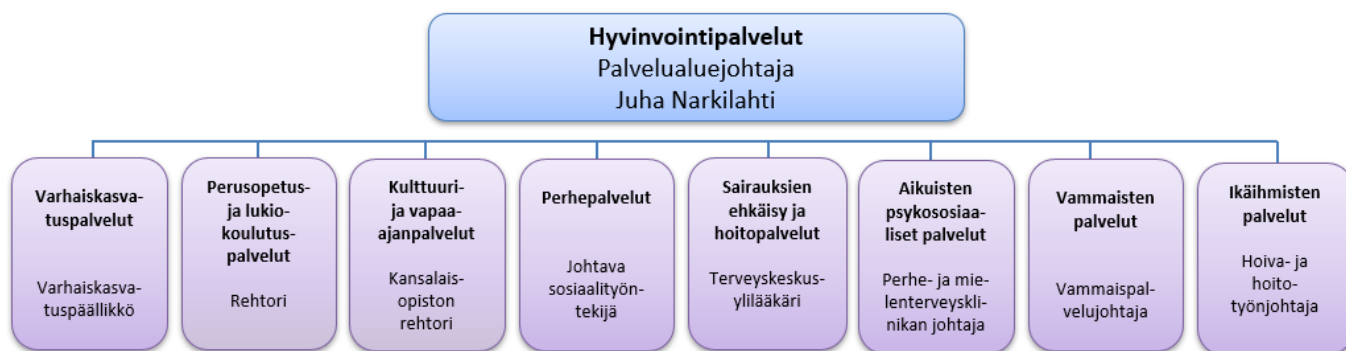 Hyvinvointipalvelut
Palvelualuejohtaja
Juha Narkilahti
Varhaiskasva-
tuspalvelut
Varhaiskasva-
tuspäällikkö
Perusopetus-
ja lukio-
koulutus-
palvelut
Rehtori
Kulttuuri-
ja vapaa-
ajanpalvelut
Kansalais-
opiston
rehtori
Perhepalvelut
Johtava
sosiaalityön-
tekijä
Sairauksien
ehkäisy ja
hoitopalvelut
Terveyskeskus-
ylilääkäri
Aikuisten
psykososiaa-
liset palvelut
Perhe- ja mie-
lenterveyskli-
nikan johtaja
Vammaisten
palvelut
Vammaispal-
velujohtaja
Ikäihmisten
palvelut
Hoiva- ja
hoito-
työnjohtaja